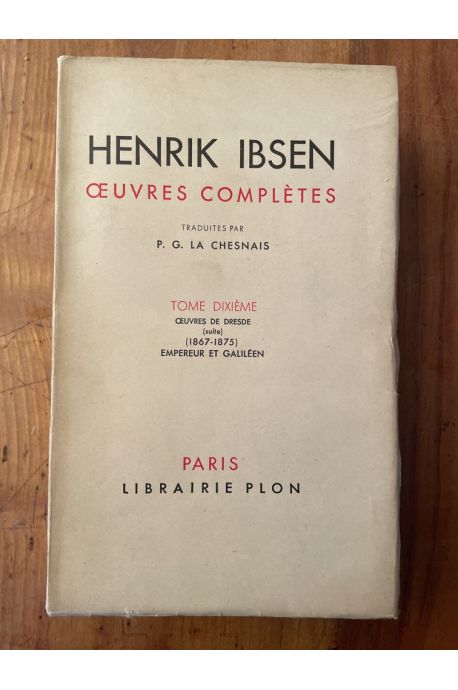 HENRIK IBSEN
ŒUVRES COMPLÈTES
TRADUITES PAR
P. G. LA CHESNAIS
TOME DIXIÈME
ŒUVRES DE DRESDE
(suite)
(1867-1875)
EMPEREUR ET GALILÉEN
PARIS
LIBRAIRIE PLON